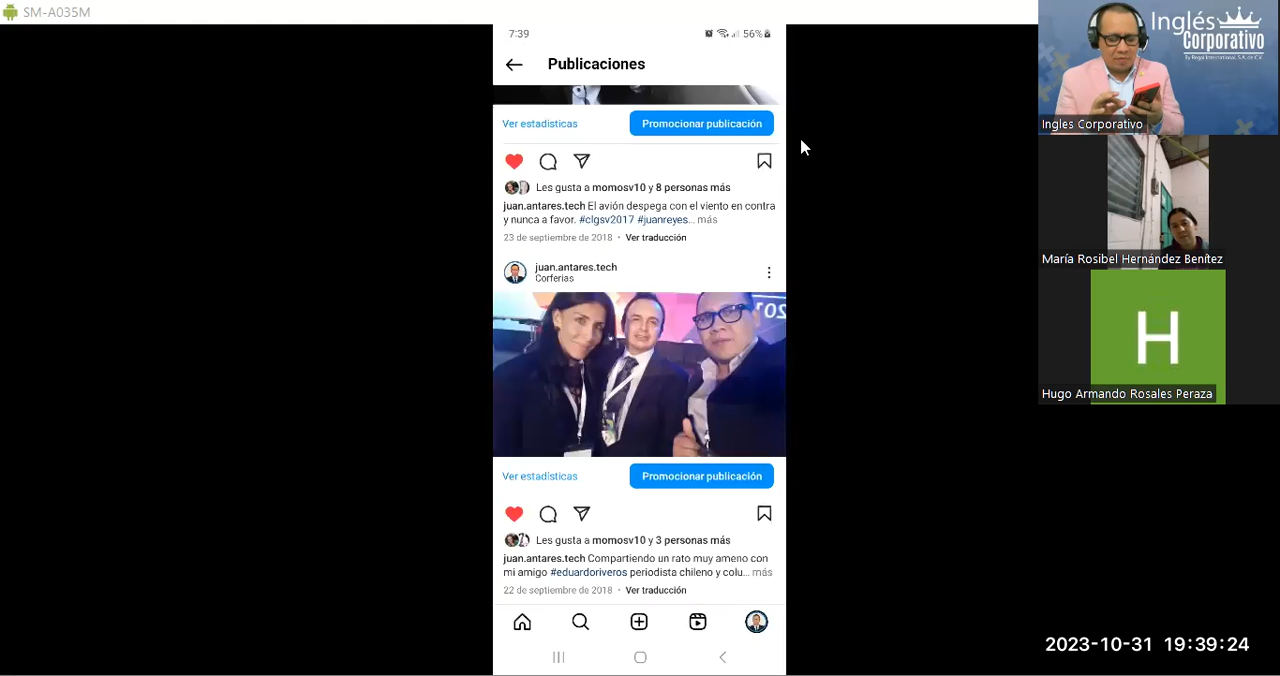 SM-A035M
7:39
56%
Publicaciones
Ver estadísticas
Promocionar publicación
Les gusta a momosv10 y 8 personas más
juan.antares.tech El avión despega con el viento en contra
y nunca a favor. #clgsv2017 #juanreyes... más
23 de septiembre de 2018 • Ver traducción
juan.antares.tech
Corferias
Ver estadísticas
Promocionar publicación
Les gusta a momosv10 y 3 personas más
juan.antares.tech Compartiendo un rato muy ameno con
mi amigo #eduardoriveros periodista chileno y colu... más
22 de septiembre de 2018 • Ver traducción
Inglés
Corporativo
Ingles Corporativo
María Rosibel Hernández Benítez
H
Hugo Armando Rosales Peraza
2023-10-31 19:39:24